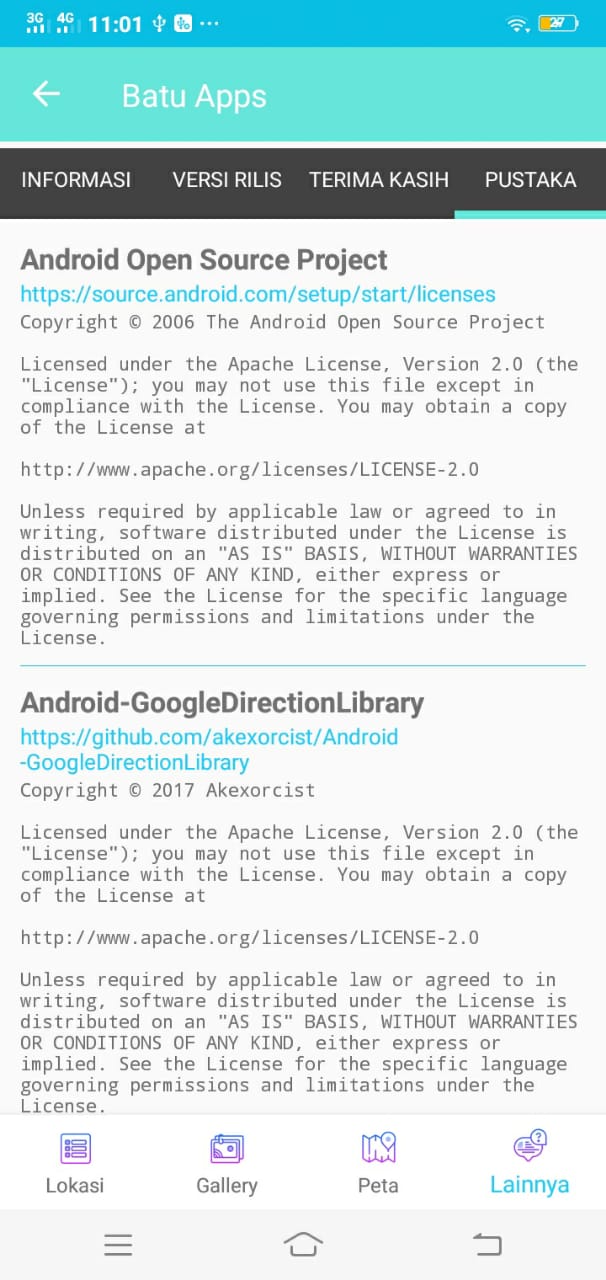 3G 4G 11:01 27
Batu Apps
INFORMASI VERSI RILIS TERIMA KASIH PUSTAKA
Android Open Source Project
https://source.android.com/setup/start/licenses
Copyright © 2006 The Android Open Source Project
Licensed under the Apache License, Version 2.0 (the
"License"); you may not use this file except in
compliance with the License. You may obtain a copy
of the License at
http://www.apache.org/licenses/LICENSE-2.0
Unless required by applicable law or agreed to in
writing, software distributed under the License is
distributed on an "AS IS" BASIS, WITHOUT WARRANTIES
OR CONDITIONS OF ANY KIND, either express or
implied. See the License for the specific language
governing permissions and limitations under the
License.
Android-GoogleDirectionLibrary
https://github.com/akexorcist/Android
-GoogleDirectionLibrary
Copyright © 2017 Akexorcist
Licensed under the Apache License, Version 2.0 (the
"License"); you may not use this file except in
compliance with the License. You may obtain a copy
of the License at
http://www.apache.org/licenses/LICENSE-2.0
Unless required by applicable law or agreed to in
writing, software distributed under the License is
distributed on an "AS IS" BASIS, WITHOUT WARRANTIES
OR CONDITIONS OF ANY KIND, either express or
implied. See the License for the specific language
governing permissions and limitations under the
License.
Lokasi Gallery Peta Lainnya